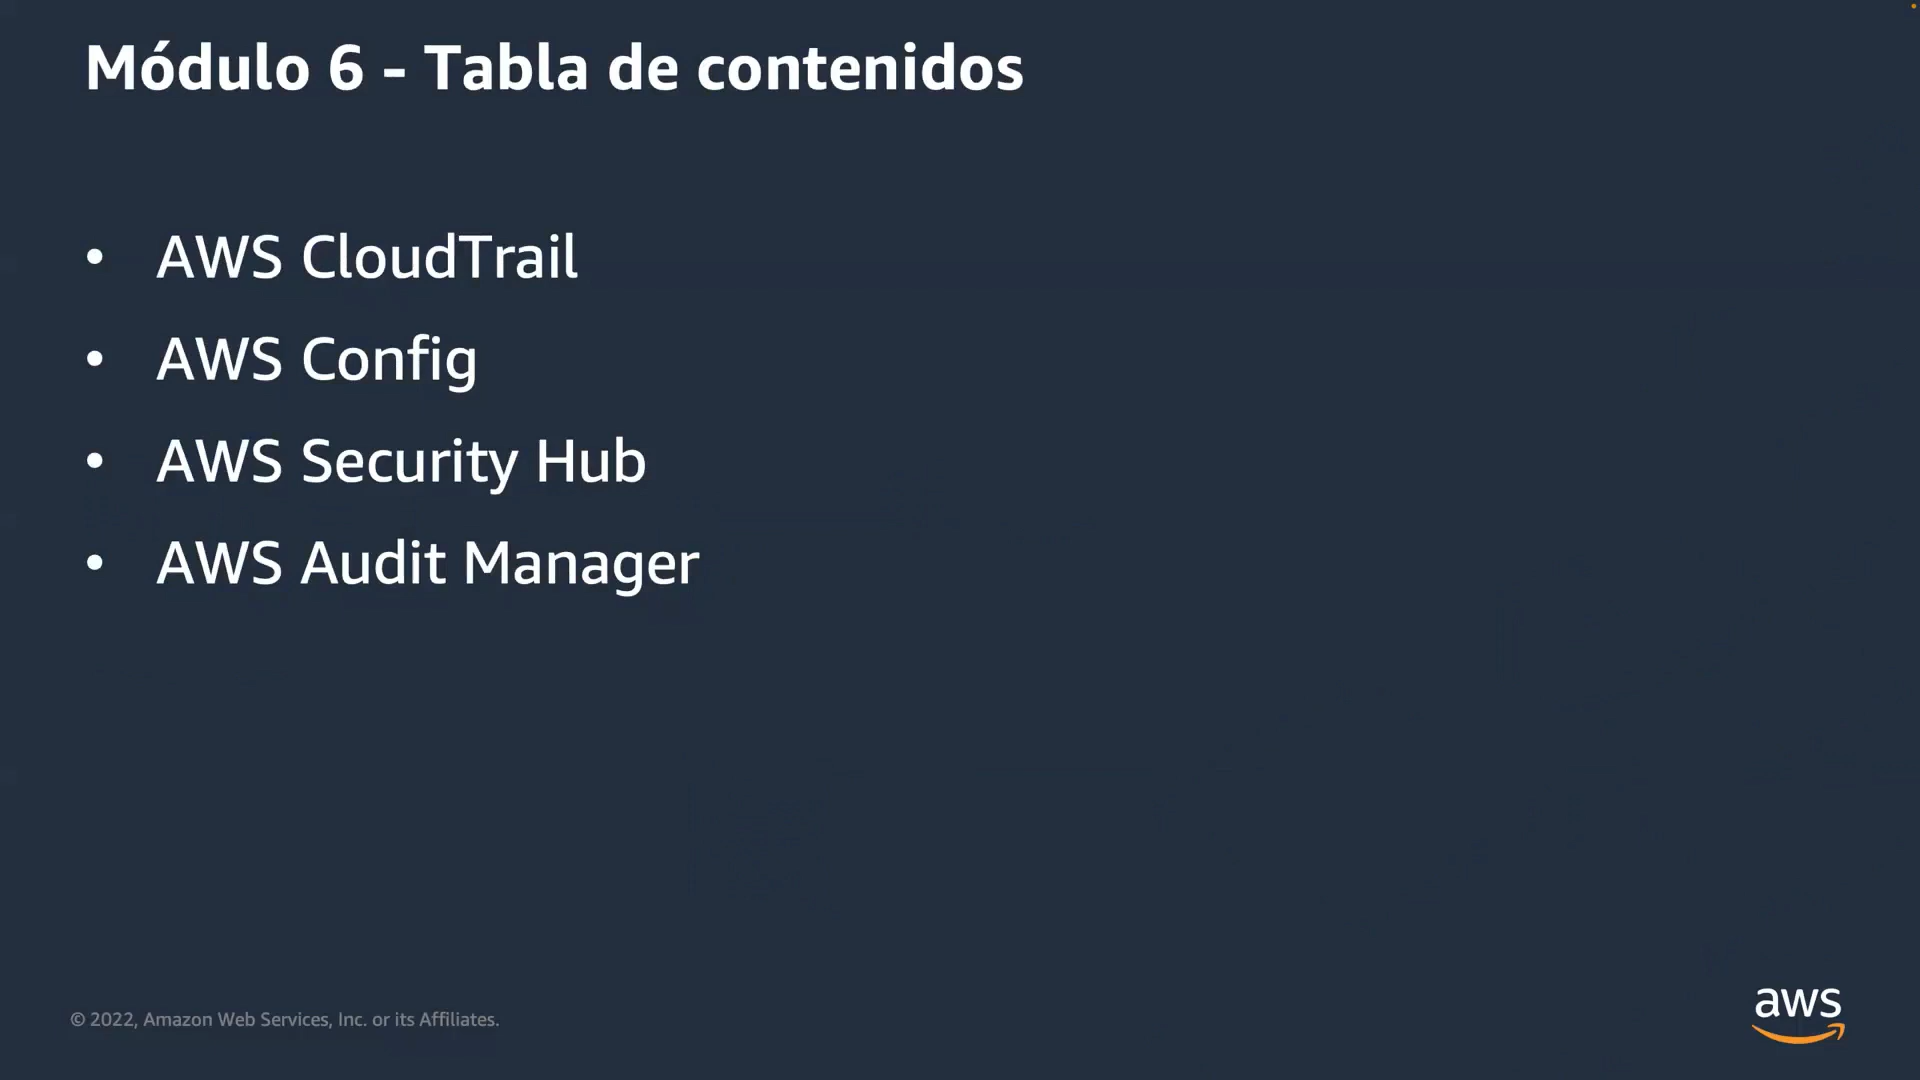 Módulo 6 - Tabla de contenidos
• AWS CloudTrail
• AWS Config
• AWS Security Hub
• AWS Audit Manager
© 2022, Amazon Web Services, Inc. or its Affiliates.
aws